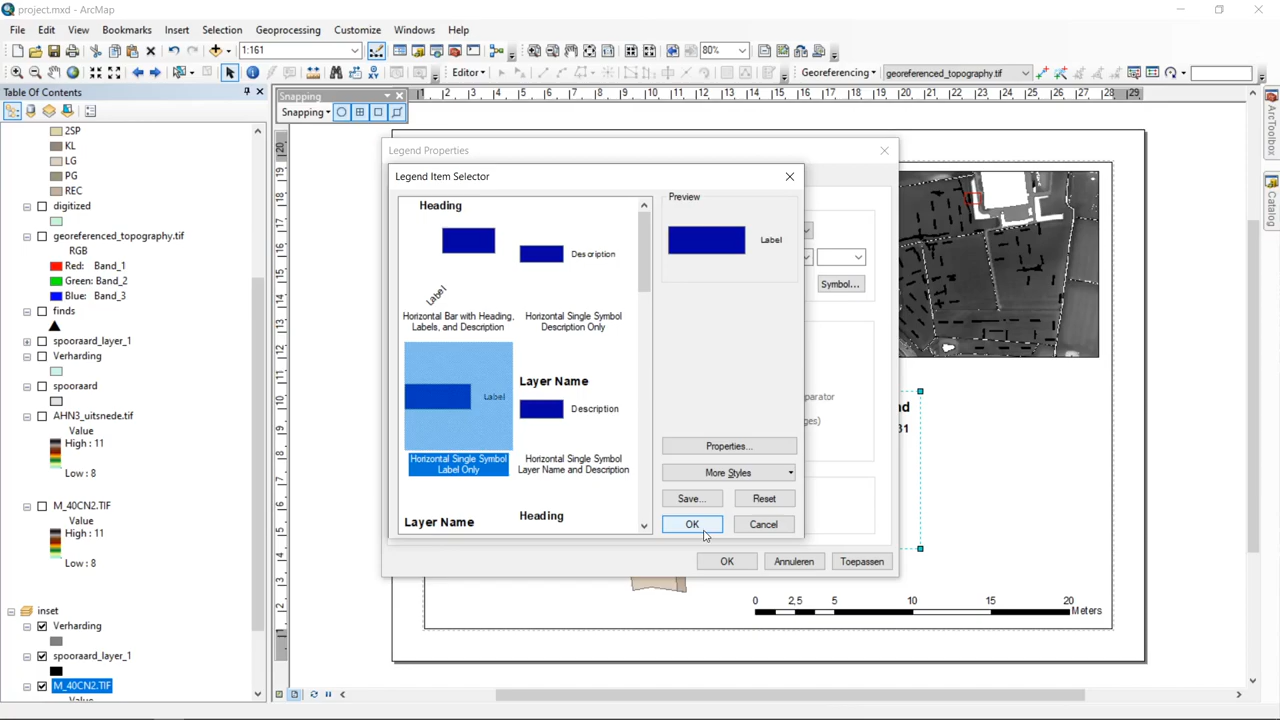 project.mxd - ArcMap
File Edit View Bookmarks Insert Selection Geoprocessing Customize Windows Help
1:161 80%
Editor Georeferencing georeferenced_topography.tif
Table Of Contents
Snapping
Snapping
2SP
KL
LG
PG
REC
digitized
georeferenced_topography.tif
RGB
Red: Band_1
Green: Band_2
Blue: Band_3
finds
spooraard_layer_1
Verharding
spooraard
AHN3_uitsnede.tif
Value
High : 11
Low : 8
M_40CN2.TIF
Value
High : 11
Low : 8
inset
Verharding
spooraard_layer_1
M_40CN2.TIF
Legend Properties
Legend Item Selector
Heading
Description
Label
Horizontal Bar with Heading,
Labels, and Description
Horizontal Single Symbol
Description Only
Label
Horizontal Single Symbol
Label Only
Layer Name
Description
Horizontal Single Symbol
Layer Name and Description
Layer Name
Heading
Preview
Label
Properties...
More Styles
Save... Reset
OK Cancel
Symbol...
OK Annuleren Toepassen
0 2,5 5 10 15 20
Meters
ArcToolbox
Catalog